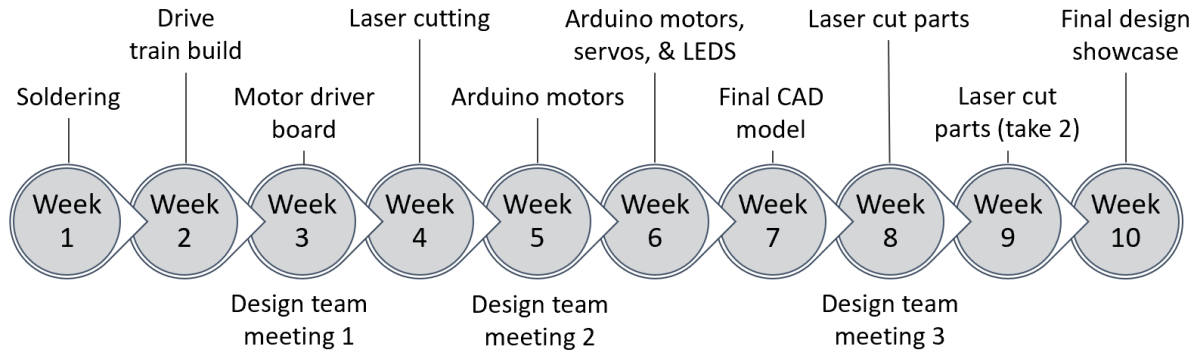 Soldering
Drive
train build
Motor driver
board
Laser cutting
Arduino motors
Arduino motors,
servos, & LEDS
Final CAD
model
Laser cut parts
Laser cut
parts (take 2)
Final design
showcase
Week
1
Week
2
Week
3
Week
4
Week
5
Week
6
Week
7
Week
8
Week
9
Week
10
Design team
meeting 1
Design team
meeting 2
Design team
meeting 3